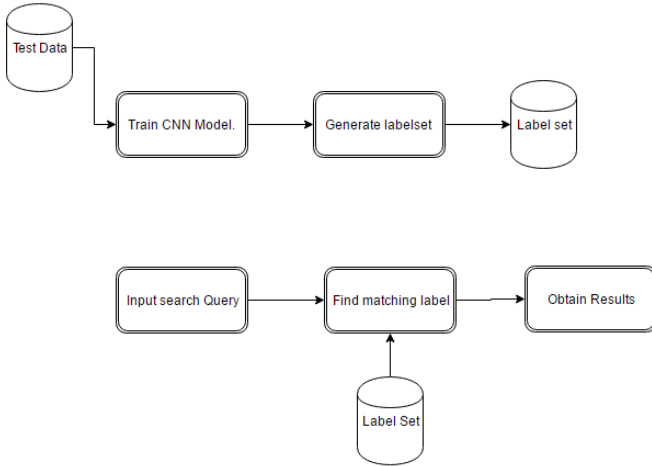 Test Data
Train CNN Model.
Generate labelset
Label set
Input search Query
Find matching label
Obtain Results
Label Set